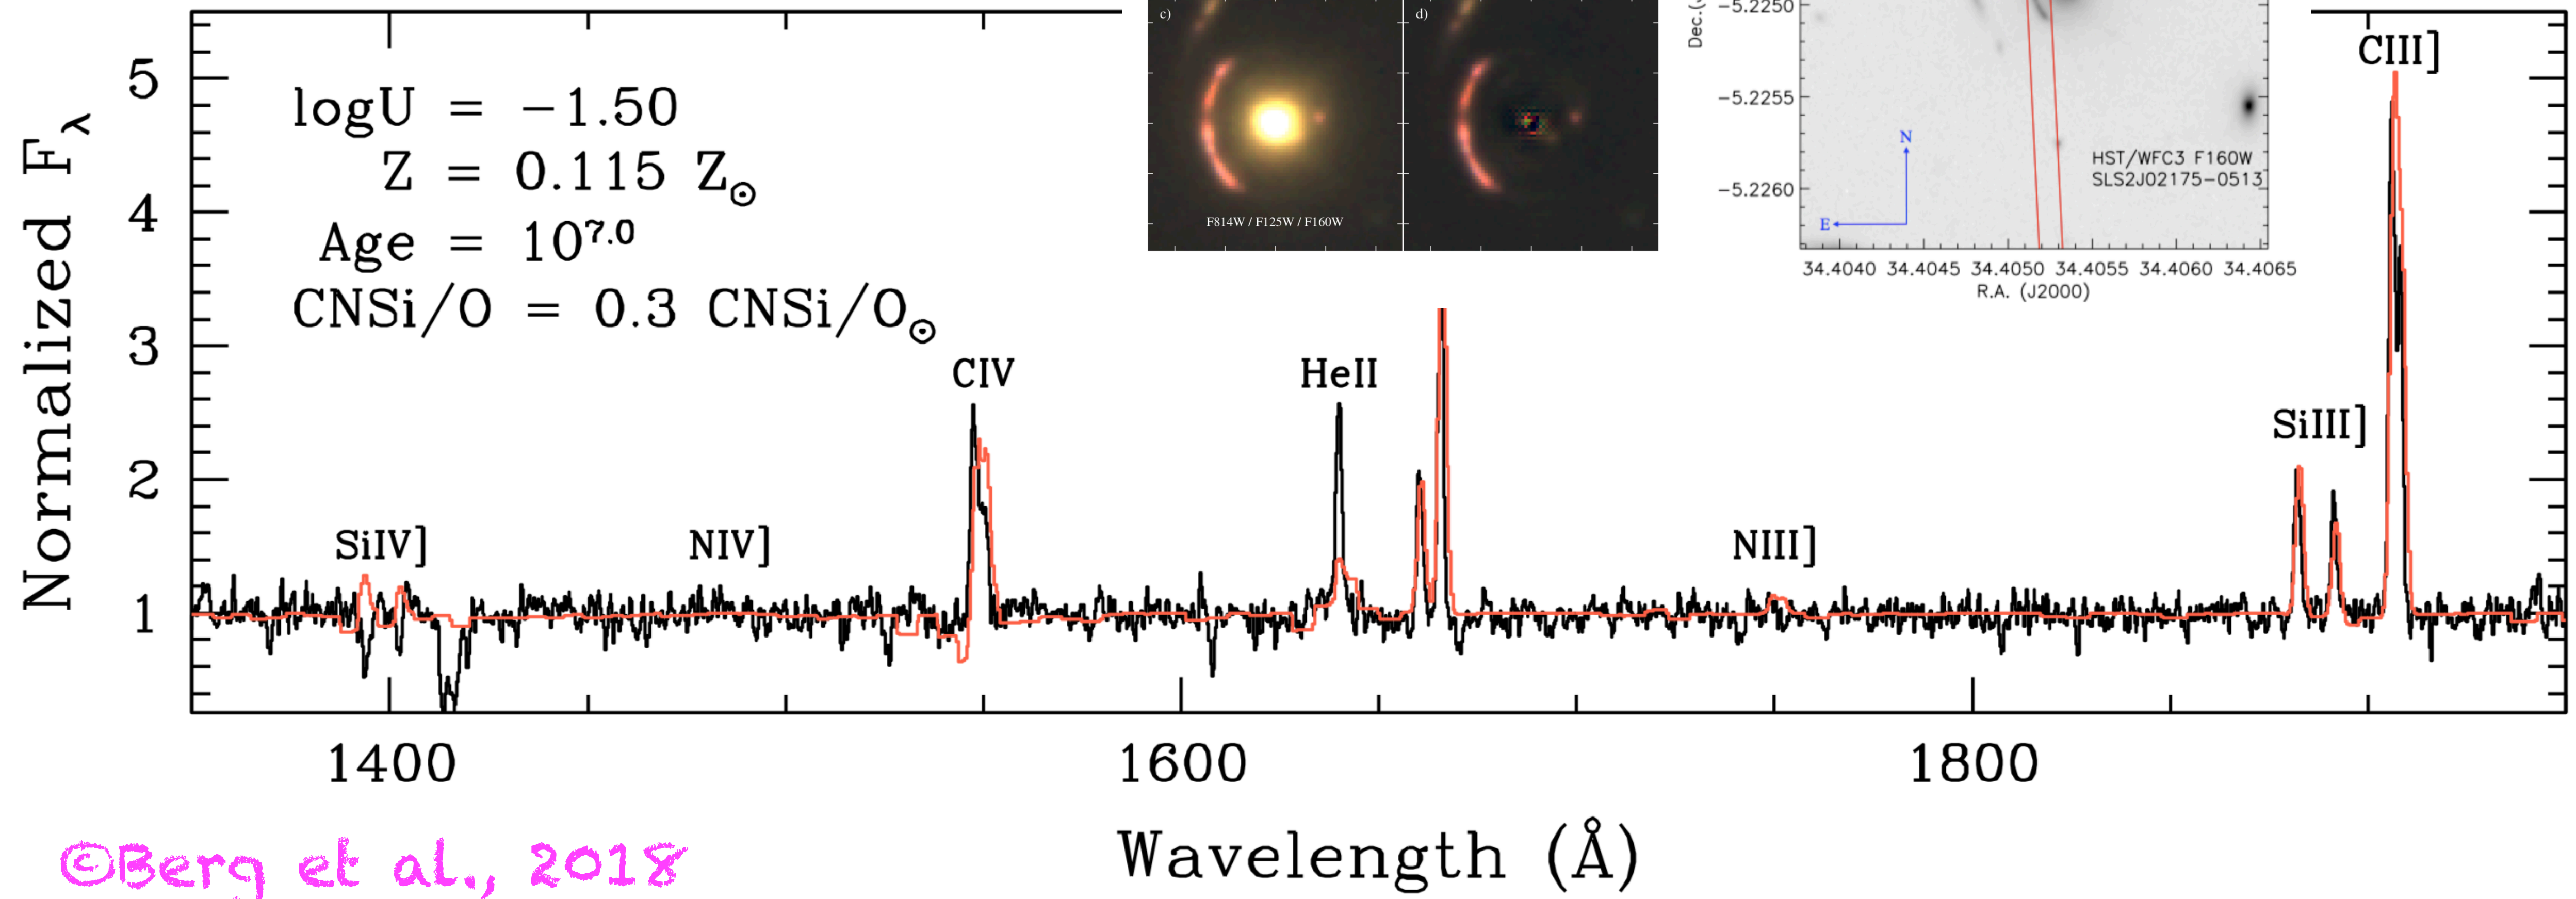 c)
d)
F814W / F125W / F160W
Dec.(
-5.2250
-5.2255
-5.2260
N
E
HST/WFC3 F160W
SLS2J02175-0513
34.4040 34.4045 34.4050 34.4055 34.4060 34.4065
R.A. (J2000)
logU = -1.50
Z = 0.115 Z⊙
Age = 10^7.0
CNSi/O = 0.3 CNSi/O⊙
Normalized Fλ
5
4
3
2
1
SiIV]
NIV]
CIV
HeII
NIII]
SiIII]
CIII]
1400 1600 1800
Wavelength (Å)
©Berg et al., 2018